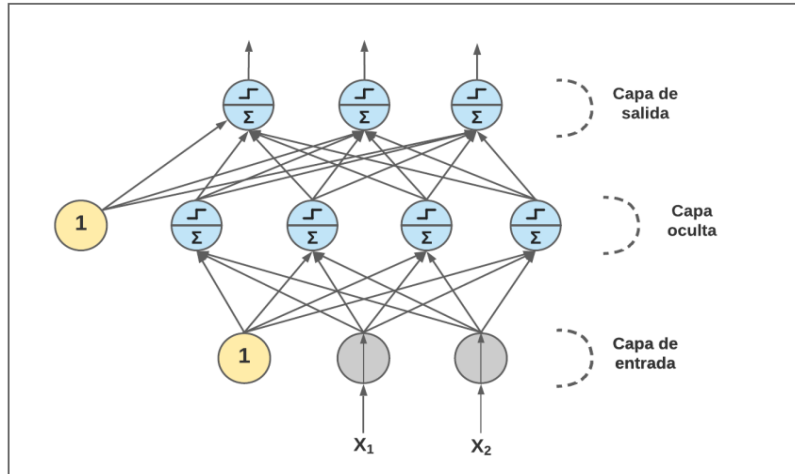 Σ Σ Σ
Capa de
salida
1
Σ Σ Σ Σ
Capa
oculta
1
Capa de
entrada
X₁ X₂